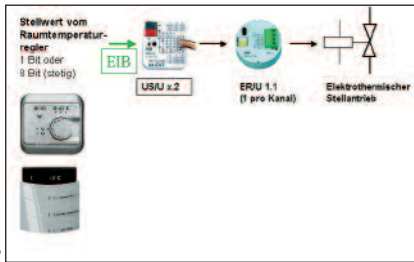 Stellwert vom
Raumtemperatur-
regler
1 Bit oder
8 Bit (stetig)
EIB
US/U x.2
ER/U 1.1
(1 pro Kanal)
Elektrothermischer
Stellantrieb